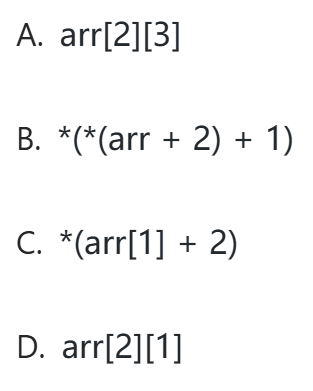 A. arr[2][3]
B. *(*(arr + 2) + 1)
C. *(arr[1] + 2)
D. arr[2][1]